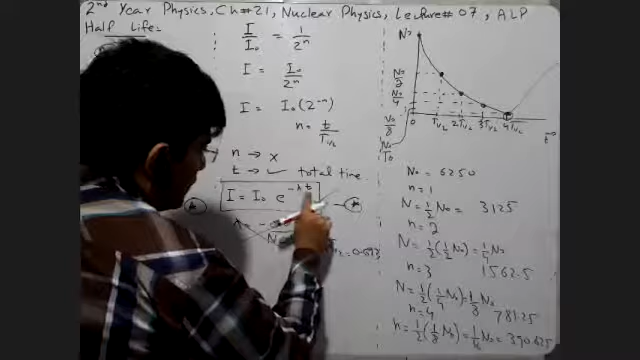 2nd Year Physics, Ch#21, Nuclear Physics, Lecture# 07, ALP
Half Life:
I/I₀ = 1/2ⁿ
I = I₀/2ⁿ
I = I₀(2⁻ⁿ)
n = t/T₁/₂
n → x
t → ✓ total time
I = I₀ e^(-λt)
= 0.693
N₀
N₀/2
N₀/4
0 T₁/₂ 2T₁/₂ 3T₁/₂ 4T₁/₂ t
N₀ = 6250
n = 1
N = 1/2 N₀ = 3125
n = 2
N = 1/2(1/2 N₀) = 1/4 N₀
n = 3 1562.5
N = 1/2(1/4 N₀) = 1/8 N₀
n = 4 781.25
N = 1/2(1/8 N₀) = 1/16 N₀ = 390.625